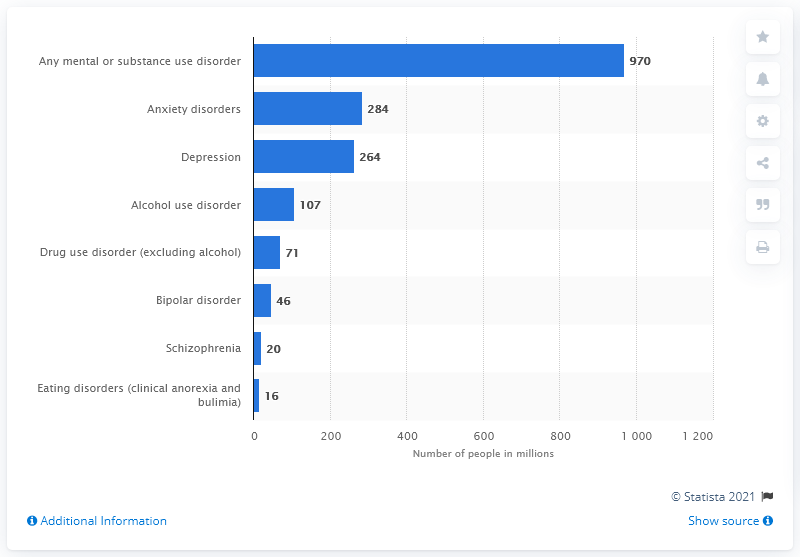 Any mental or substance use disorder 970
Anxiety disorders 284
Depression 264
Alcohol use disorder 107
Drug use disorder (excluding alcohol) 71
Bipolar disorder 46
Schizophrenia 20
Eating disorders (clinical anorexia and
bulimia) 16
0 200 400 600 800 1 000 1 200
Number of people in millions
© Statista 2021
Additional Information
Show source